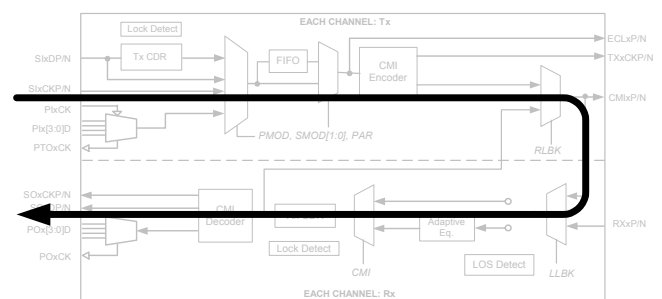 EACH CHANNEL: Tx
Lock Detect
ECLxP/N
SIxDP/N
Tx CDR
FIFO
CMI
Encoder
TXxCKP/N
SIxCKP/N
CMIxP/N
PIxCK
PIx[3:0]D
PMOD, SMOD[1:0], PAR
PTOxCK
RLBK
SOxCKP/N
CMI
Decoder
POx[3:0]D
Adaptive
Eq.
RXxP/N
Lock Detect
POxCK
CMI
LOS Detect
LLBK
EACH CHANNEL: Rx